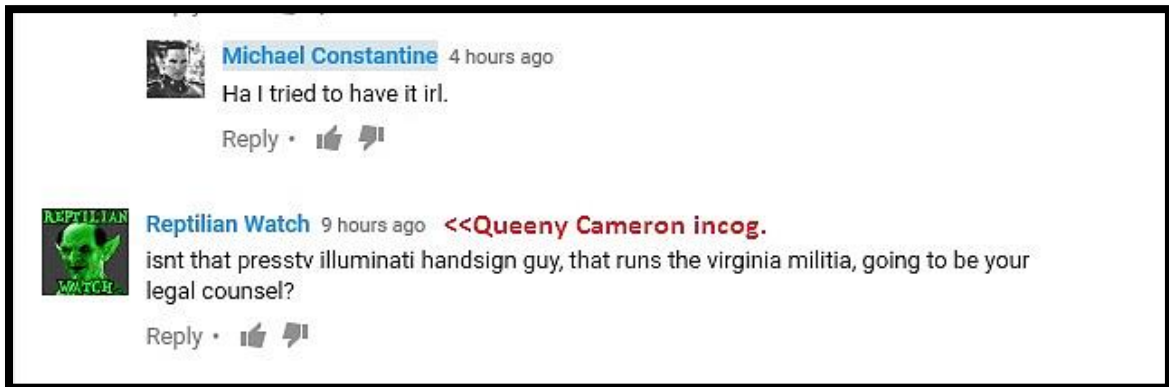 Michael Constantine 4 hours ago
Ha I tried to have it irl.
Reply •
REPTILIAN
WATCH
Reptilian Watch 9 hours ago <<Queeny Cameron incog.
isnt that presstv illuminati handsign guy, that runs the virginia militia, going to be your
legal counsel?
Reply •